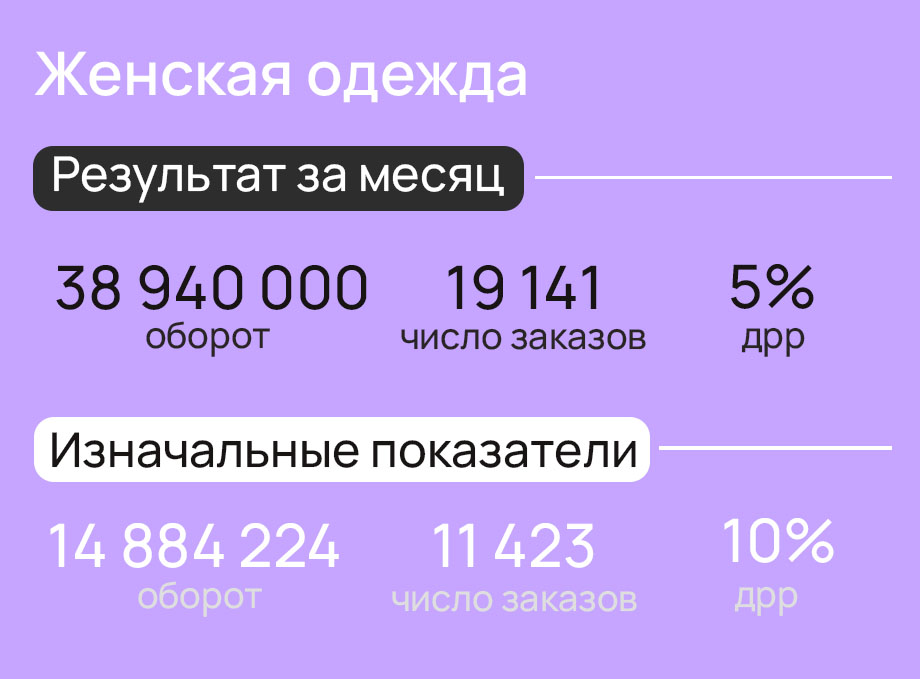 Женская одежда
Результат за месяц
38 940 000 19 141 5%
оборот число заказов дрр
Изначальные показатели
14 884 224 11 423 10%
оборот число заказов дрр